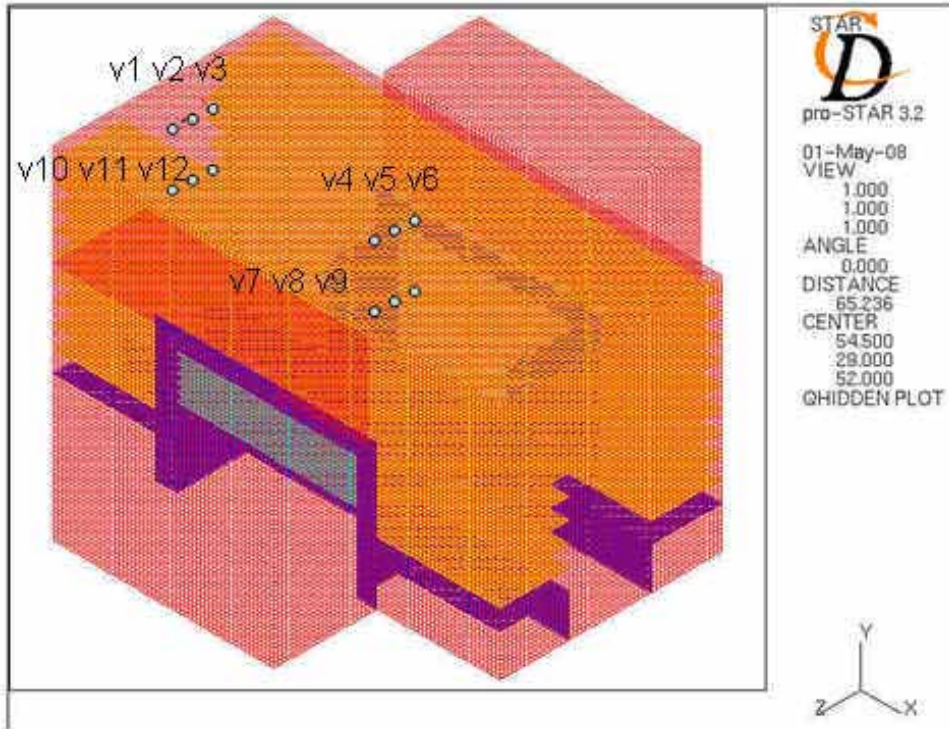 v1 v2 v3
v10 v11 v12
v4 v5 v6
v7 v8 v9
STAR
CD
pro-STAR 3.2
01-May-08
VIEW
1.000
1.000
1.000
ANGLE
0.000
DISTANCE
65.236
CENTER
54.500
29.000
52.000
QHIDDEN PLOT
Y
Z X